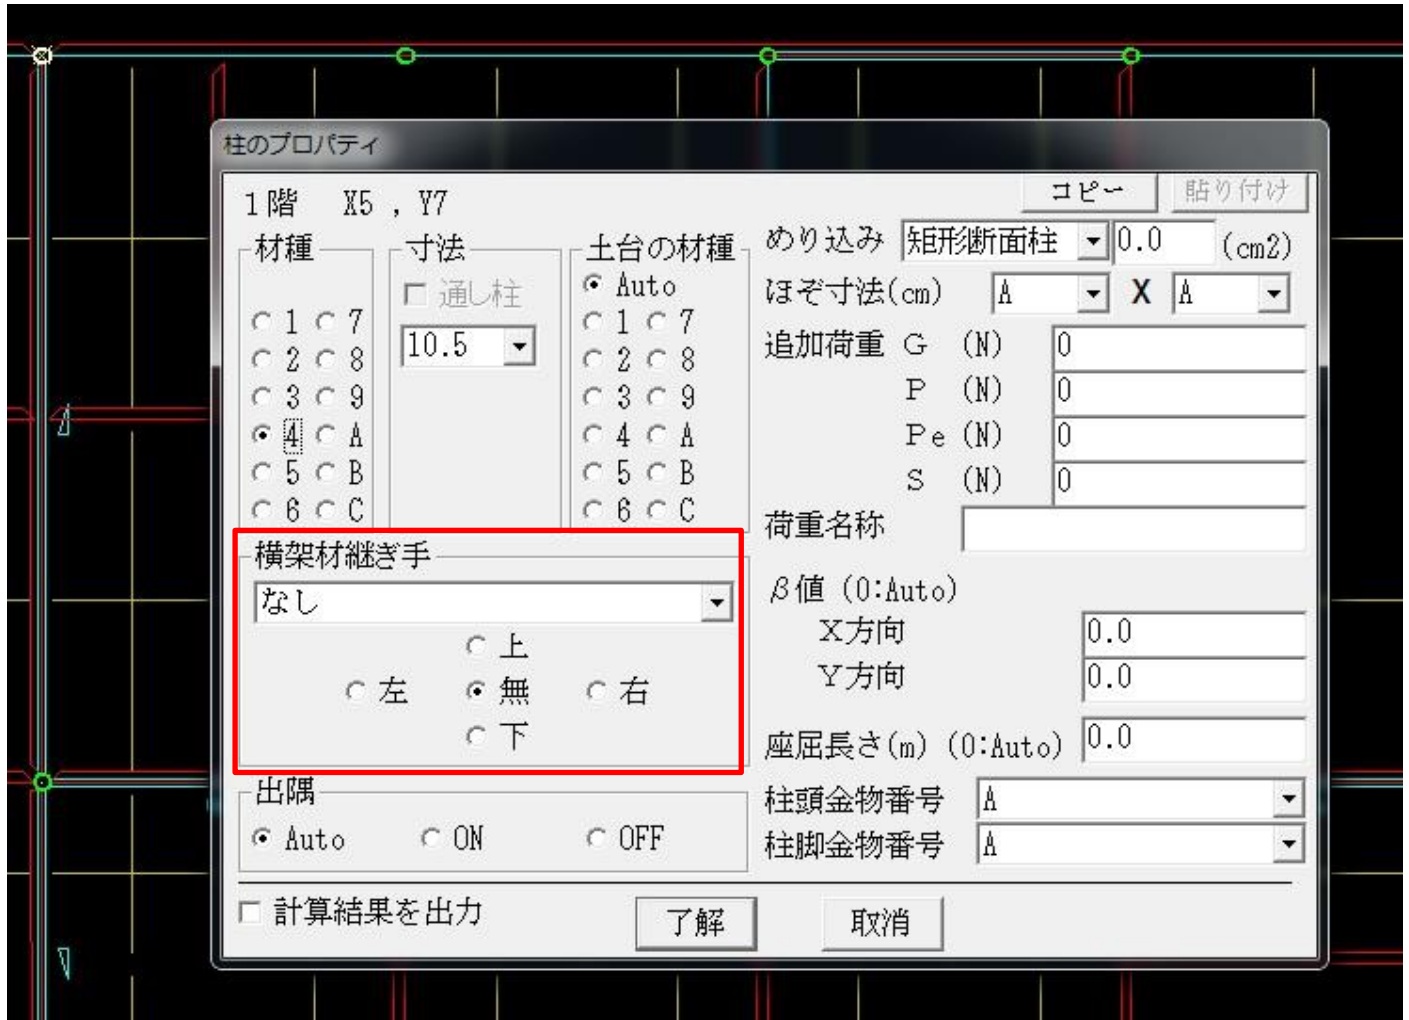 柱のプロパティ
1階 X5 , Y7
コピー 貼り付け
材種
1 7
2 8
3 9
4 A
5 B
6 C
寸法
通し柱
10.5
土台の材種
Auto
1 7
2 8
3 9
4 A
5 B
6 C
横架材継ぎ手
なし
上
左 無 右
下
出隅
Auto ON OFF
めり込み 矩形断面柱 0.0 (cm2)
ほぞ寸法(cm) A X A
追加荷重 G (N) 0
P (N) 0
Pe (N) 0
S (N) 0
荷重名称
β値 (0:Auto)
X方向 0.0
Y方向 0.0
座屈長さ(m) (0:Auto) 0.0
柱頭金物番号 A
柱脚金物番号 A
計算結果を出力 了解 取消